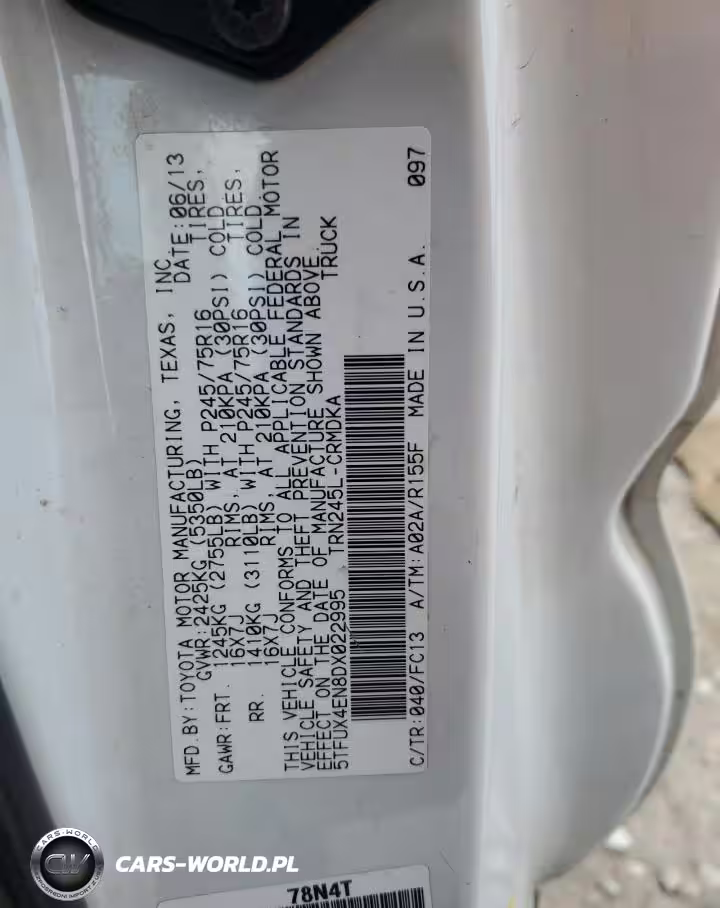 MFD.BY:TOYOTA MOTOR MANUFACTURING, TEXAS, INC.
GVWR:2425KG (5350LB) DATE:06/13
GAWR:FRT. 1245KG (2755LB) WITH P245/75R16 TIRES,
16X7J RIMS, AT 210KPA (30PSI) COLD
RR. 1410KG (3110LB) WITH P245/75R16 TIRES,
16X7J RIMS, AT 210KPA (30PSI) COLD
THIS VEHICLE CONFORMS TO ALL APPLICABLE FEDERAL MOTOR
VEHICLE SAFETY AND THEFT PREVENTION STANDARDS IN
EFFECT ON THE DATE OF MANUFACTURE SHOWN ABOVE.
5TFUX4EN8DX022995 TRN245L-CRMDKA TRUCK
C/TR:040/FC13 A/TM:A02A/R155F MADE IN U.S.A. 097
78N4T
CARS-WORLD
CARS-WORLD.PL